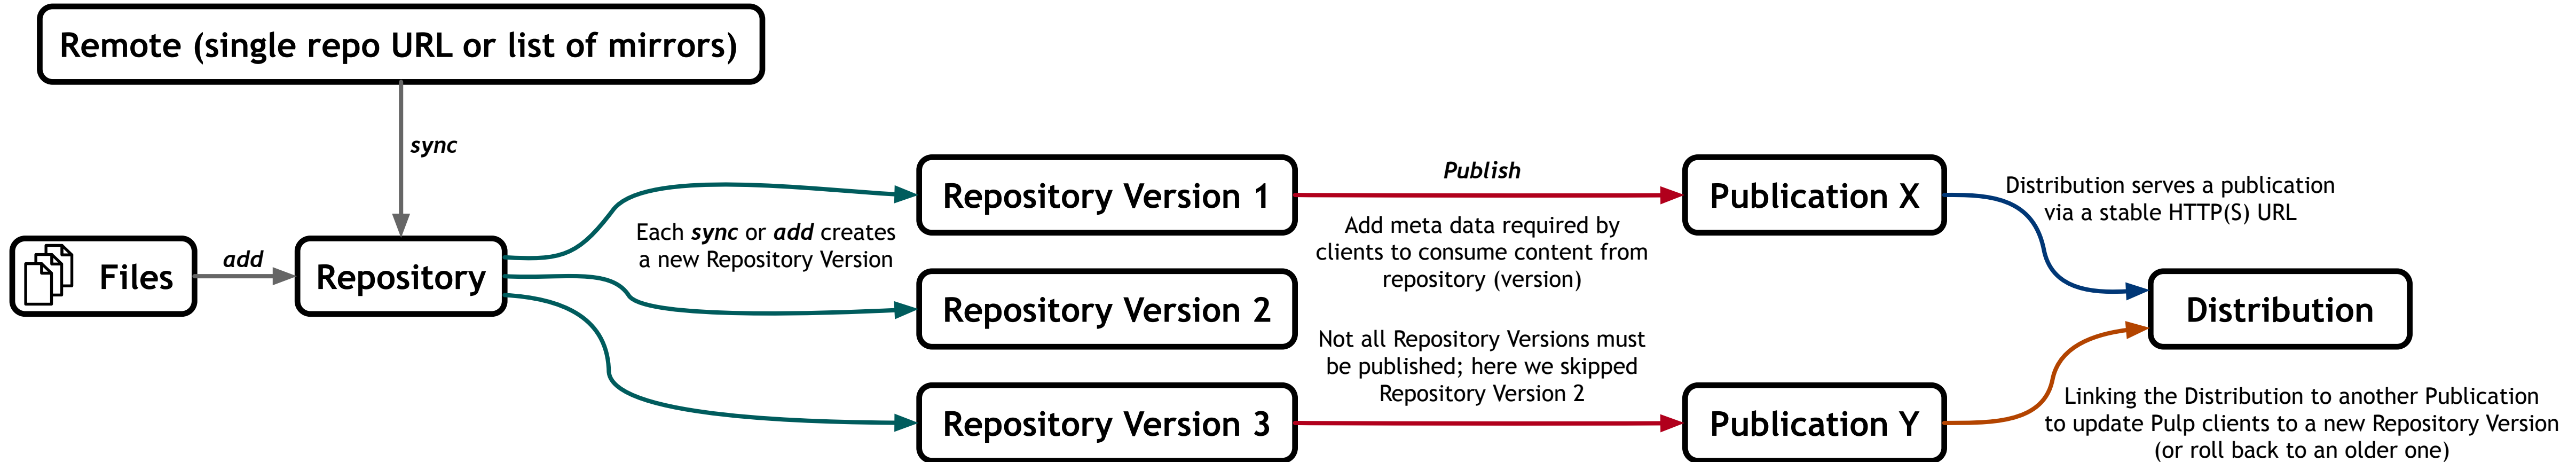 Remote (single repo URL or list of mirrors)
sync
Files
add
Repository
Each sync or add creates
a new Repository Version
Repository Version 1
Repository Version 2
Repository Version 3
Publish
Add meta data required by
clients to consume content from
repository (version)
Not all Repository Versions must
be published; here we skipped
Repository Version 2
Publication X
Publication Y
Distribution serves a publication
via a stable HTTP(S) URL
Distribution
Linking the Distribution to another Publication
to update Pulp clients to a new Repository Version
(or roll back to an older one)